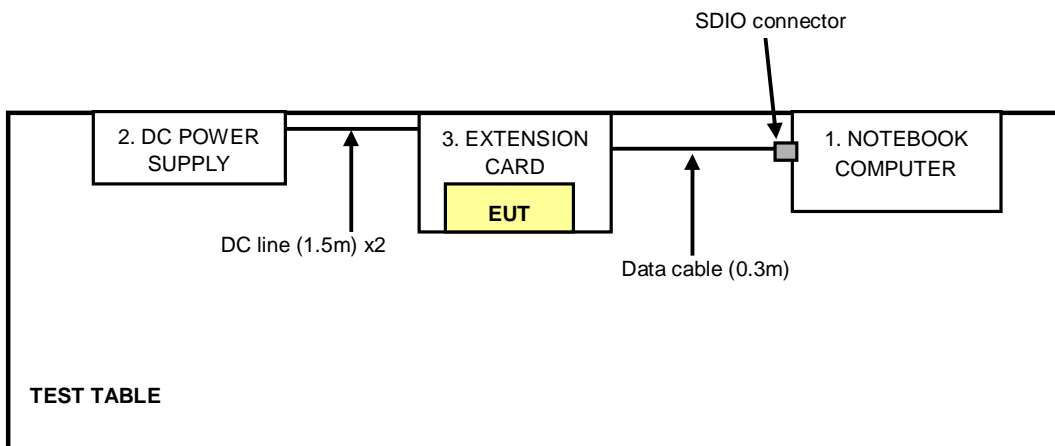 SDIO connector
2. DC POWER
SUPPLY
3. EXTENSION
CARD
EUT
1. NOTEBOOK
COMPUTER
DC line (1.5m) x2
Data cable (0.3m)
TEST TABLE